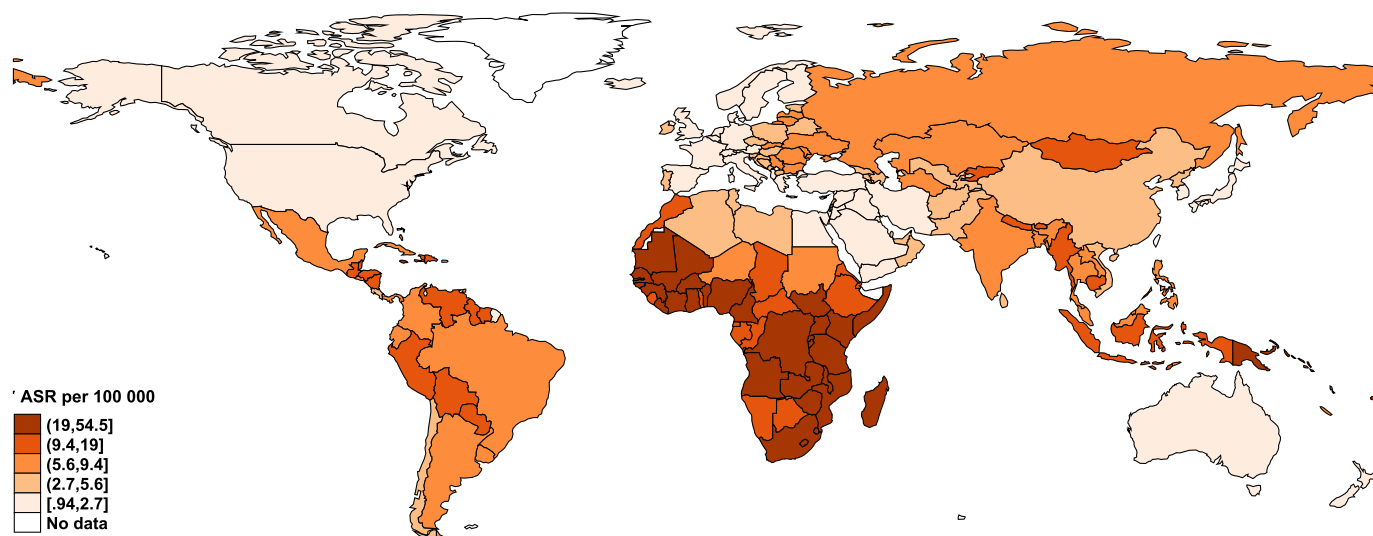 ' ASR per 100 000
(19,54.5]
(9.4,19]
(5.6,9.4]
(2.7,5.6]
[.94,2.7]
No data